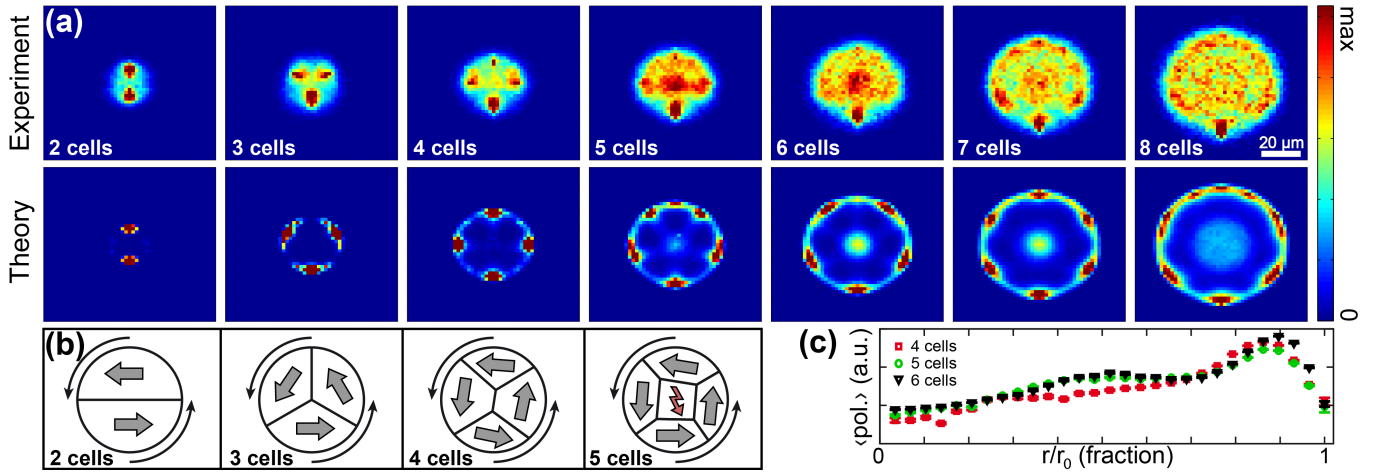 (a)
Experiment
2 cells
3 cells
4 cells
5 cells
6 cells
7 cells
8 cells
20 μm
max
0
Theory
(b)
2 cells
3 cells
4 cells
5 cells
(c)
‹pol.› (a.u.)
4 cells
5 cells
6 cells
0
r/r₀ (fraction)
1